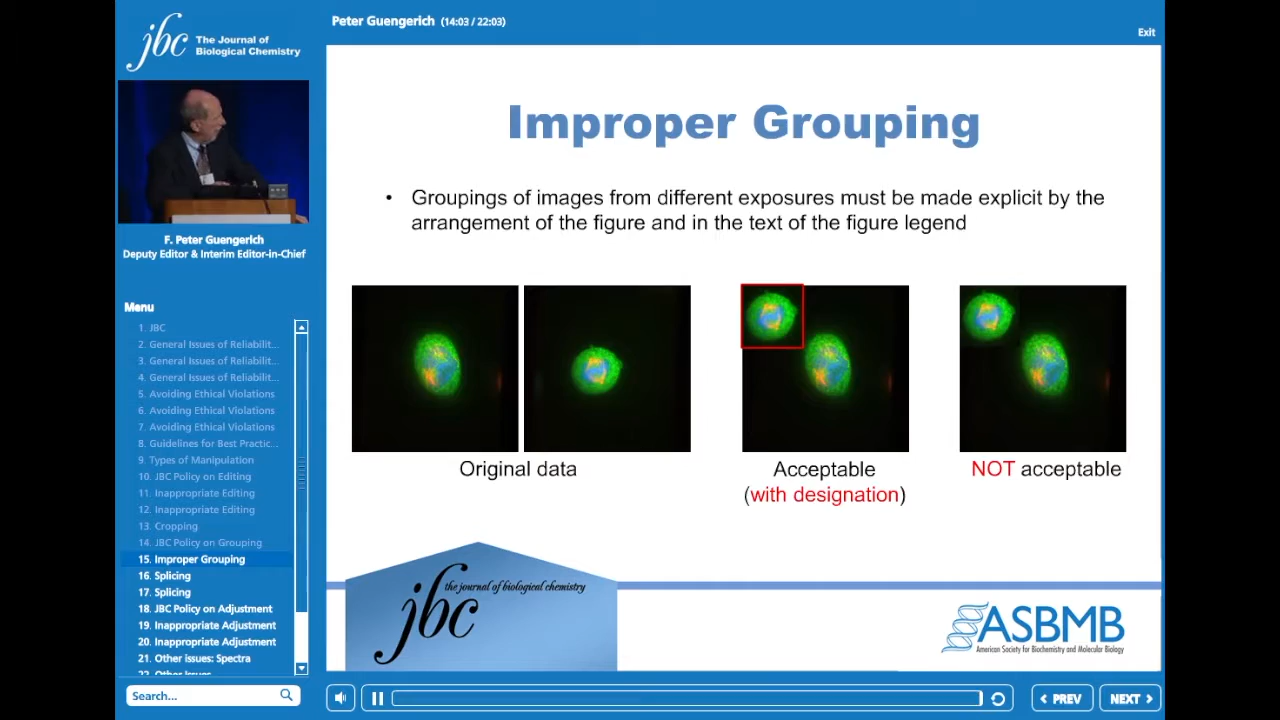 jbc
The Journal of
Biological Chemistry
Peter Guengerich (14:03 / 22:03)
Exit
F. Peter Guengerich
Deputy Editor & Interim Editor-in-Chief
Menu
1. JBC
2. General Issues of Reliabilit...
3. General Issues of Reliabilit...
4. General Issues of Reliabilit...
5. Avoiding Ethical Violations
6. Avoiding Ethical Violations
7. Avoiding Ethical Violations
8. Guidelines for Best Practic...
9. Types of Manipulation
10. JBC Policy on Editing
11. Inappropriate Editing
12. Inappropriate Editing
13. Cropping
14. JBC Policy on Grouping
15. Improper Grouping
16. Splicing
17. Splicing
18. JBC Policy on Adjustment
19. Inappropriate Adjustment
20. Inappropriate Adjustment
21. Other issues: Spectra
22. Other Issues
Search...
Improper Grouping
• Groupings of images from different exposures must be made explicit by the
arrangement of the figure and in the text of the figure legend
Original data
Acceptable
(with designation)
NOT acceptable
the journal of biological chemistry
jbc
ASBMB
American Society for Biochemistry and Molecular Biology
PREV
NEXT